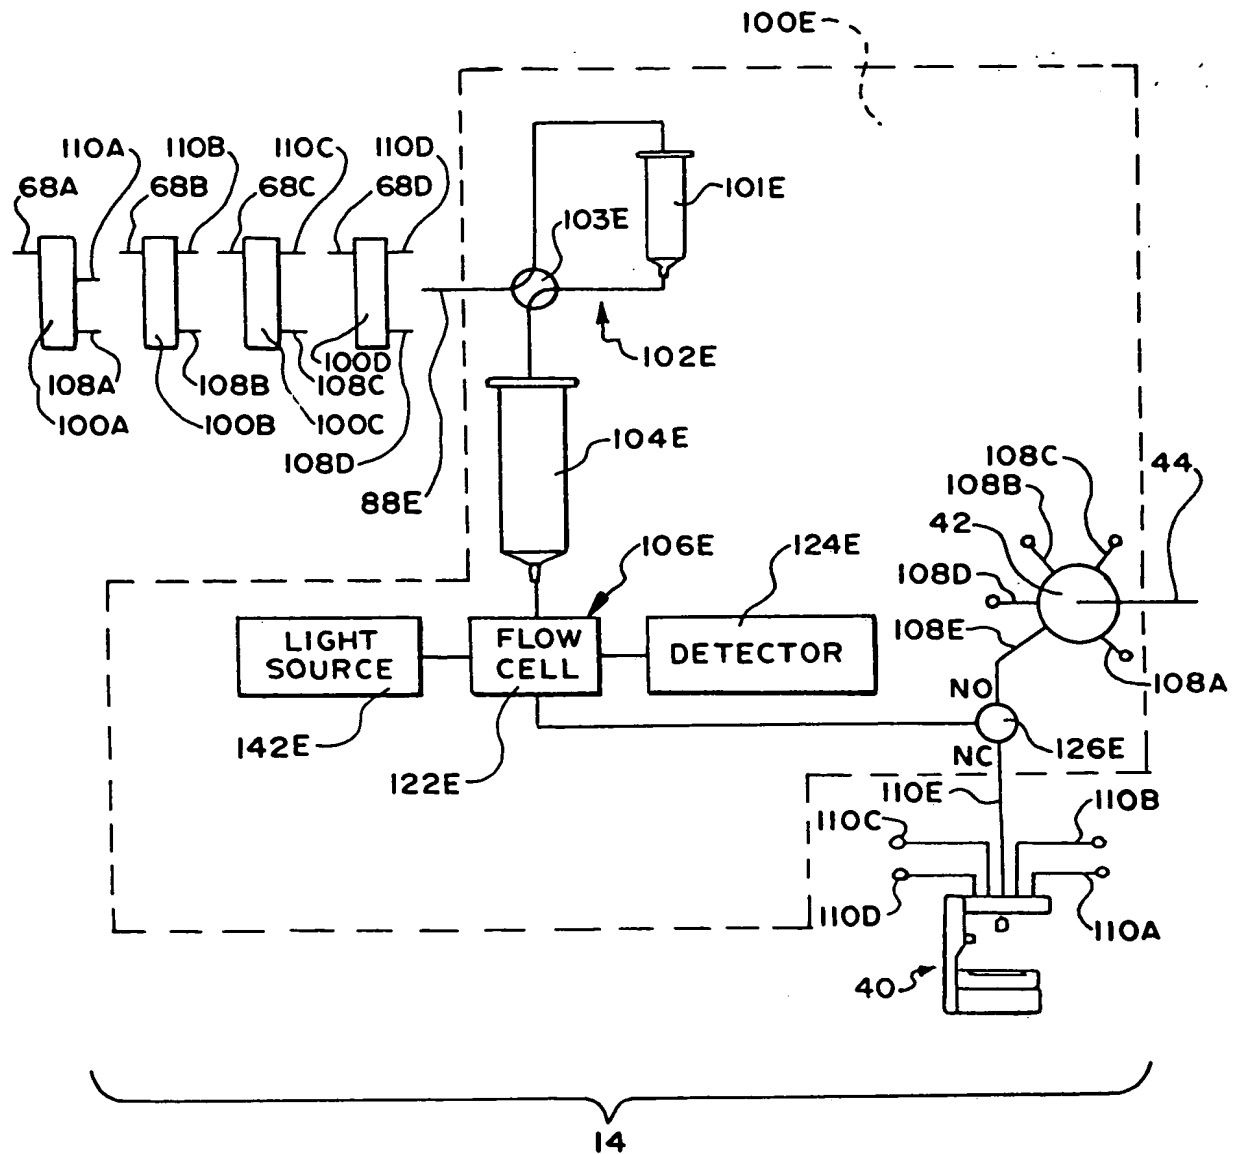 100E
110A 110B 110C 110D
68A 68B 68C 68D
101E
103E
102E
100D
108A 108B 108C
100A 100B 100C
108D
88E
104E
108C
44
108B
42
106E 124E
108D
LIGHT SOURCE
FLOW CELL
DETECTOR
108E
108A
NO
142E
126E
NC
122E
110E
110B
110C
110D
110A
40
14